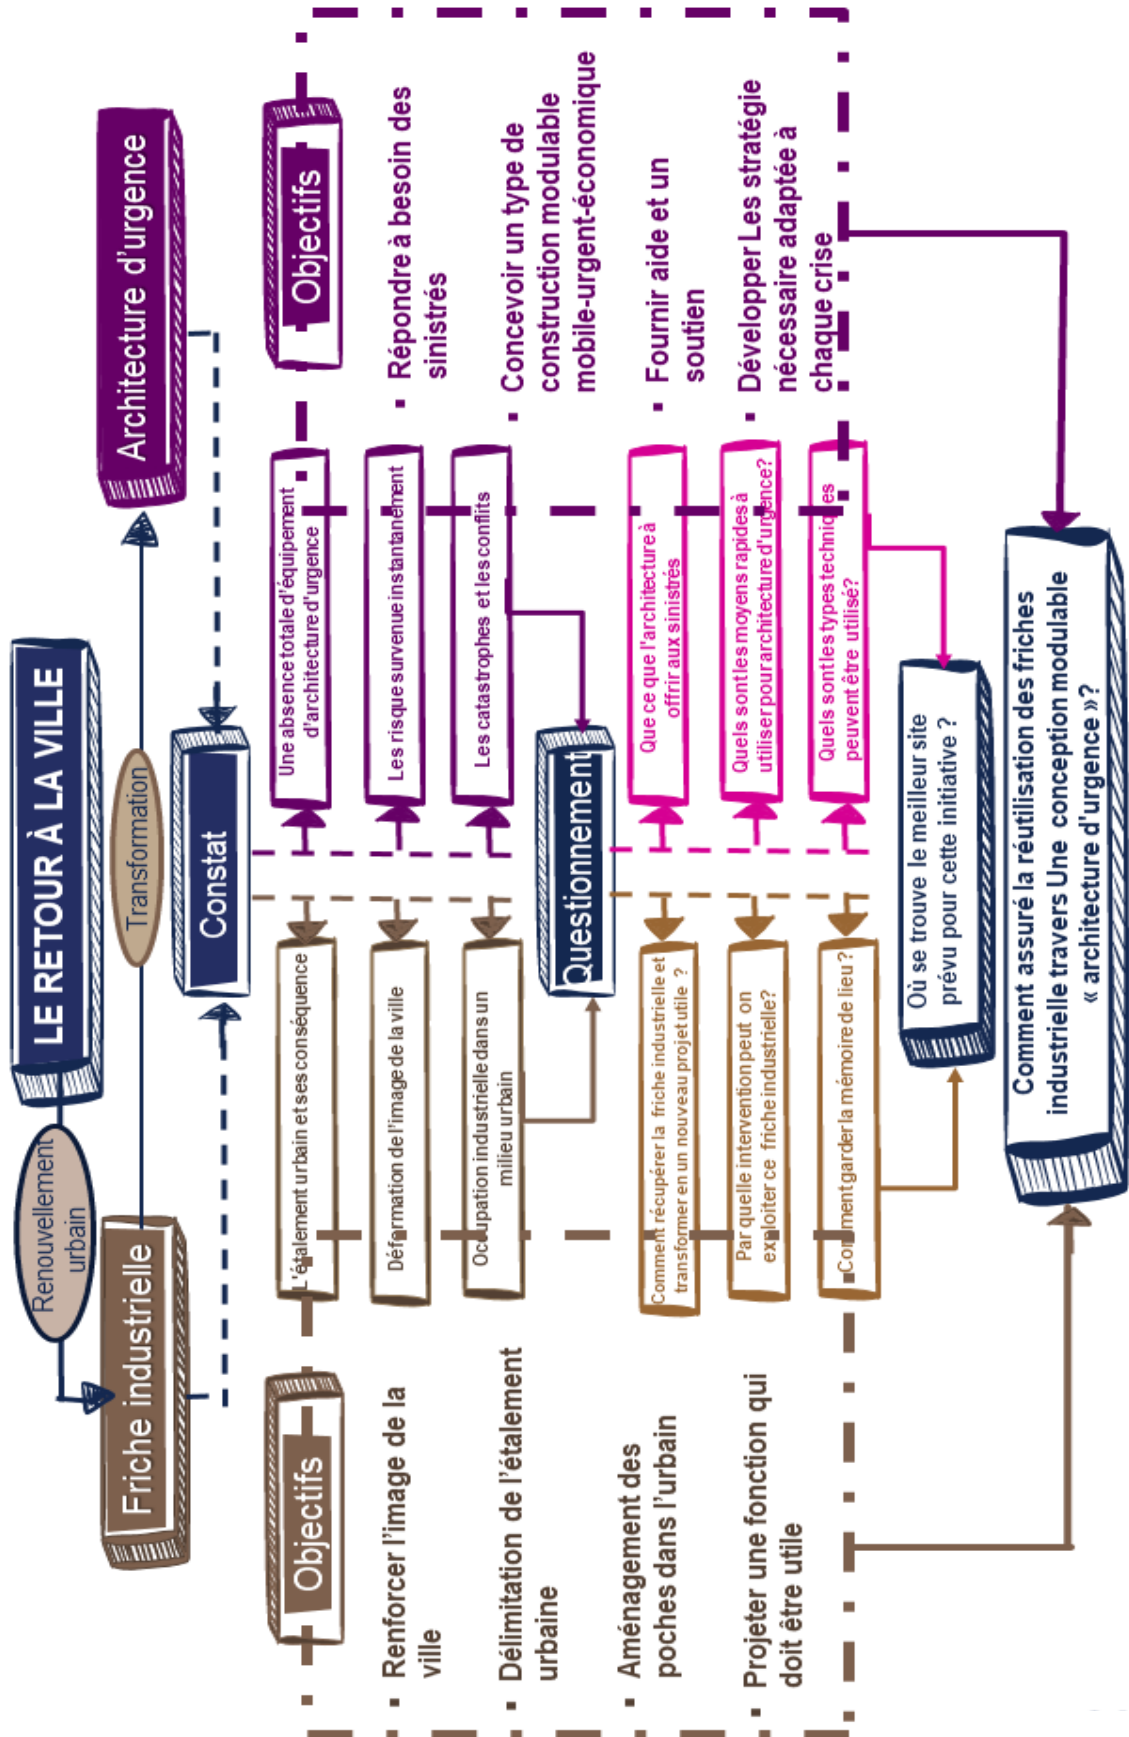 LE RETOUR À LA VILLE
Renouvellement
urbain
Friche industrielle
Transformation
Architecture d'urgence
Constat
Objectifs
Renforcer l'image de la
ville
Délimitation de l'étalement
urbaine
Aménagement des
poches dans l'urbain
Projeter une fonction qui
doit être utile
L'étalement urbain et ses conséquence
Déformation de l'image de la ville
Occupation industrielle dans un
milieu urbain
Une absence totale d'équipement
d'architecture d'urgence
Les risque survenue instantanément
Les catastrophes et les conflits
Objectifs
Répondre à besoin des
sinistrés
Concevoir un type de
construction modulable
mobile-urgent-économique
Fournir aide et un
soutien
Développer Les stratégie
nécessaire adaptée à
chaque crise
Questionnement
Comment récupérer la friche industrielle et
transformer en un nouveau projet utile ?
Par quelle intervention peut on
exploiter ce friche industrielle?
Comment garder la mémoire de lieu ?
Que ce que l'architecture à
offrir aux sinistrés
Quels sont les moyens rapides à
utiliser pour architecture d'urgence?
Quels sont les types techniques
peuvent être utilisé?
Où se trouve le meilleur site
prévu pour cette initiative ?
Comment assuré la réutilisation des friches
industrielle travers Une conception modulable
« architecture d'urgence »?